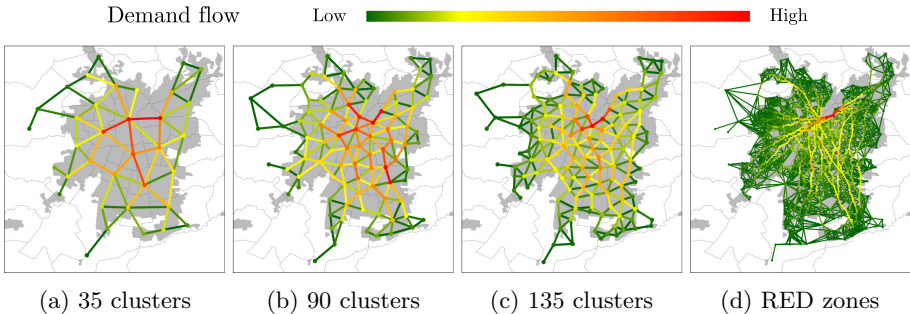 Demand flow Low High
(a) 35 clusters (b) 90 clusters (c) 135 clusters (d) RED zones